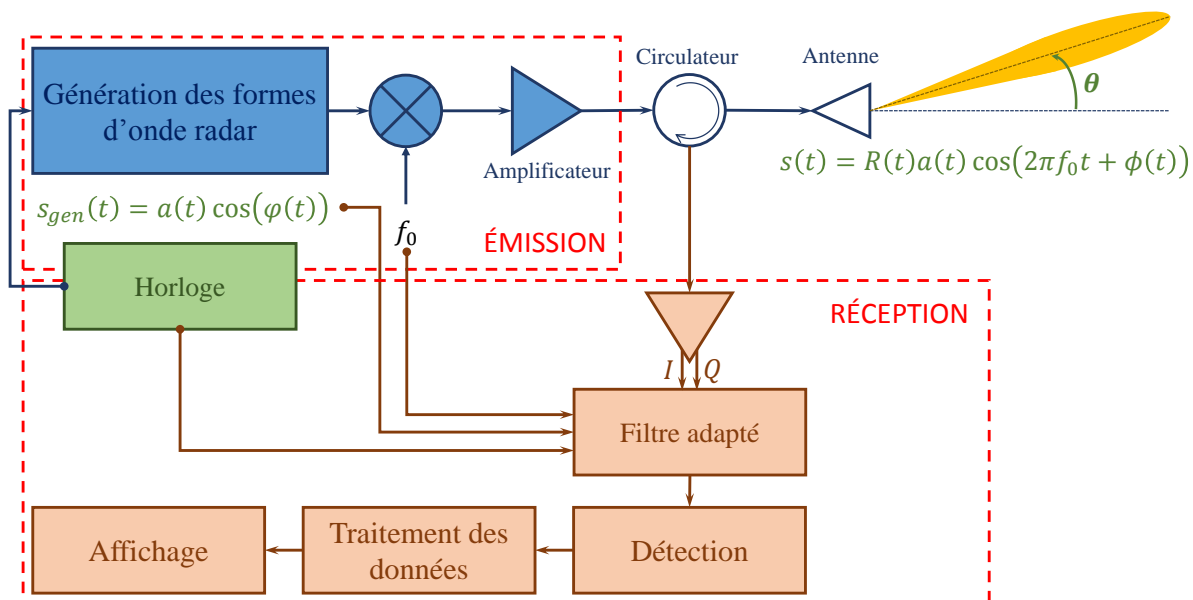 Génération des formes
d'onde radar
Circulateur
Antenne
θ
Amplificateur
s(t) = R(t)a(t) cos(2πf₀t + ϕ(t))
s_gen(t) = a(t) cos(φ(t))
f₀
ÉMISSION
Horloge
RÉCEPTION
I
Q
Filtre adapté
Affichage
Traitement des
données
Détection